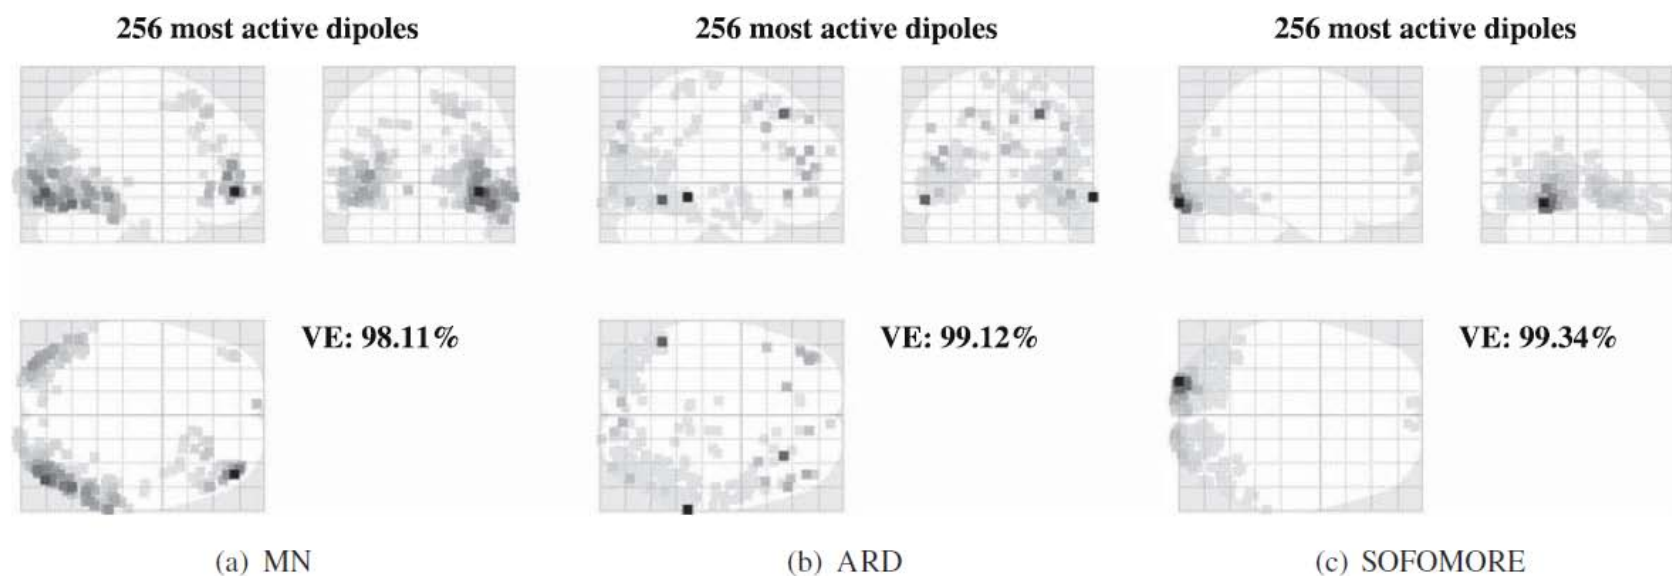 256 most active dipoles
256 most active dipoles
256 most active dipoles
VE: 98.11%
VE: 99.12%
VE: 99.34%
(a) MN
(b) ARD
(c) SOFOMORE